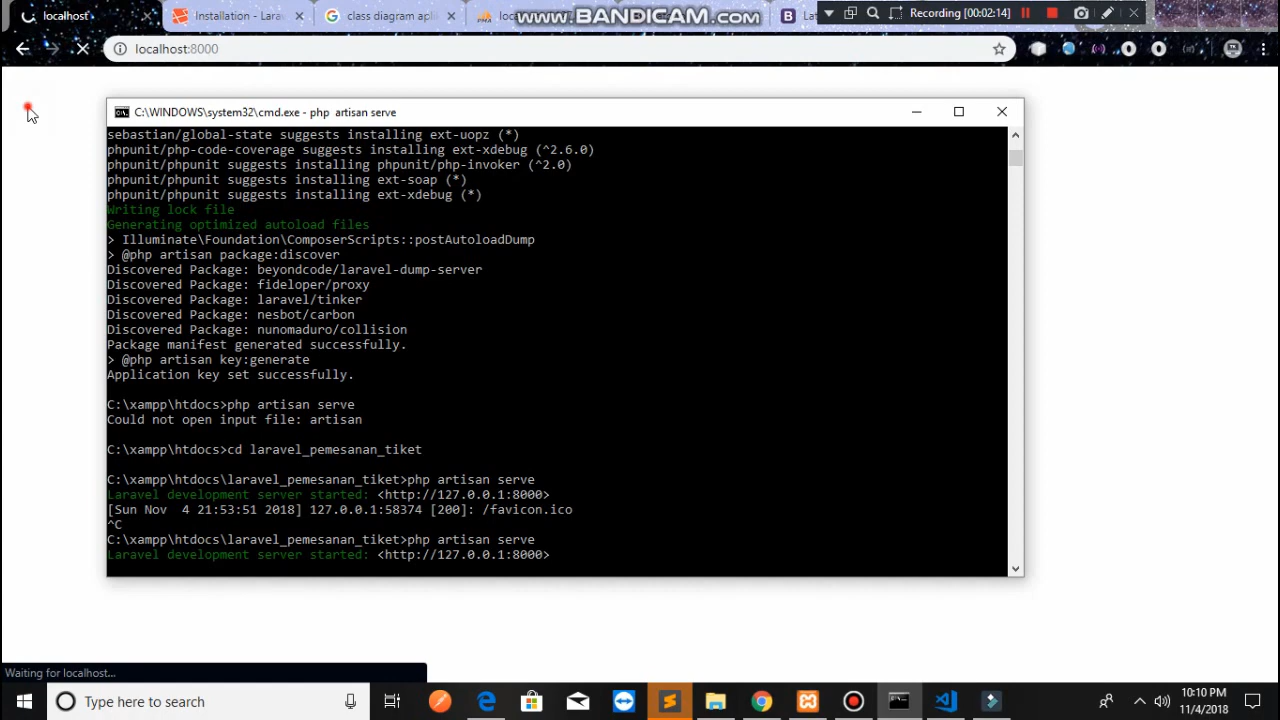 localhost
Installation - Lara
class diagram apli
loc
www.BANDICAM.com
Lat
Recording [00:02:14]
localhost:8000
C:\WINDOWS\system32\cmd.exe - php artisan serve
sebastian/global-state suggests installing ext-uopz (*)
phpunit/php-code-coverage suggests installing ext-xdebug (^2.6.0)
phpunit/phpunit suggests installing phpunit/php-invoker (^2.0)
phpunit/phpunit suggests installing ext-soap (*)
phpunit/phpunit suggests installing ext-xdebug (*)
Writing lock file
Generating optimized autoload files
> Illuminate\Foundation\ComposerScripts::postAutoloadDump
> @php artisan package:discover
Discovered Package: beyondcode/laravel-dump-server
Discovered Package: fideloper/proxy
Discovered Package: laravel/tinker
Discovered Package: nesbot/carbon
Discovered Package: nunomaduro/collision
Package manifest generated successfully.
> @php artisan key:generate
Application key set successfully.
C:\xampp\htdocs>php artisan serve
Could not open input file: artisan
C:\xampp\htdocs>cd laravel_pemesanan_tiket
C:\xampp\htdocs\laravel_pemesanan_tiket>php artisan serve
Laravel development server started: <http://127.0.0.1:8000>
[Sun Nov  4 21:53:51 2018] 127.0.0.1:58374 [200]: /favicon.ico
^C
C:\xampp\htdocs\laravel_pemesanan_tiket>php artisan serve
Laravel development server started: <http://127.0.0.1:8000>
Waiting for localhost...
Type here to search
10:10 PM
11/4/2018